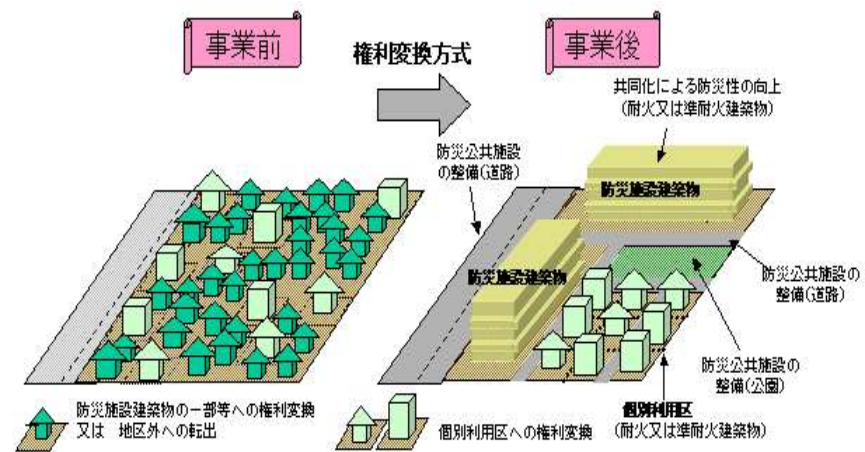 事業前
権利変換方式
事業後
共同化による防災性の向上
(耐火又は準耐火建築物)
防災公共施設
の整備(道路)
防災施設建築物
防災施設建築物
防災公共施設の
整備(道路)
防災公共施設の
整備(公園)
個別利用区
(耐火又は準耐火建築物)
防災施設建築物の一部等への権利変換
又は 地区外への転出
個別利用区への権利変換